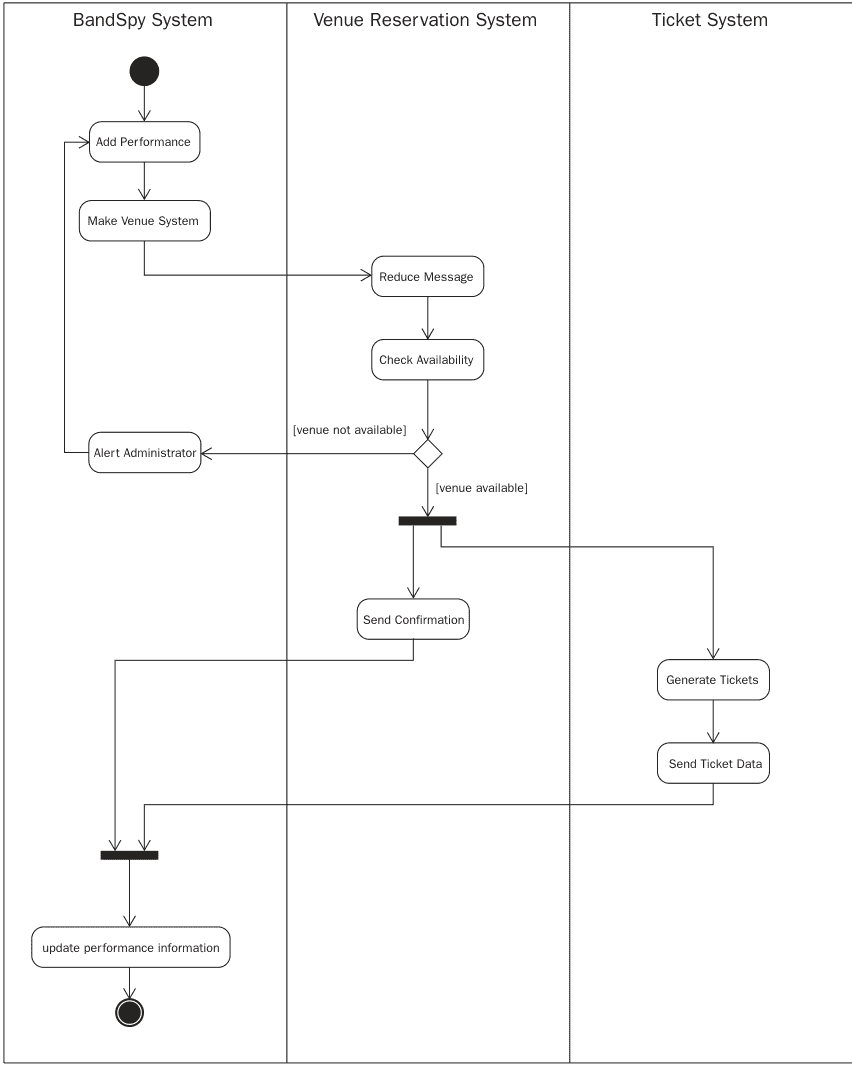 BandSpy System
Venue Reservation System
Ticket System
Add Performance
Make Venue System
Reduce Message
Check Availability
[venue not available]
Alert Administrator
[venue available]
Send Confirmation
Generate Tickets
Send Ticket Data
update performance information